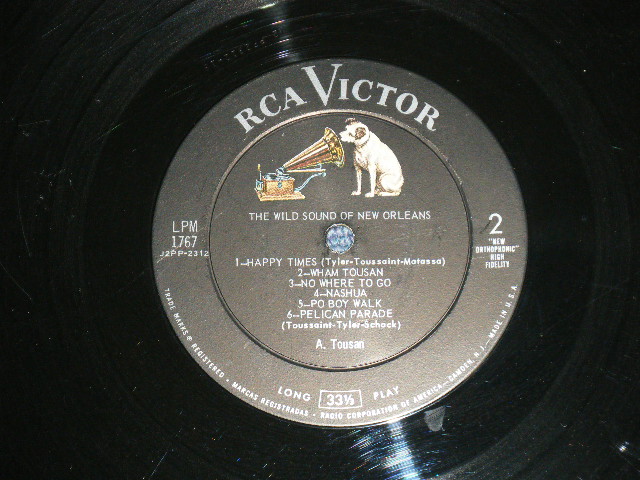 RCA VICTOR
THE WILD SOUND OF NEW ORLEANS
LPM
1767
J2PP-2312
2
"NEW
ORTHOPHONIC"
HIGH
FIDELITY
1—HAPPY TIMES (Tyler-Toussaint-Matassa)
2—WHAM TOUSAN
3—NO WHERE TO GO
4—NASHUA
5—PO BOY WALK
6—PELICAN PARADE
(Toussaint-Tyler-Schock)
A. Tousan
LONG 33⅓ PLAY
TRADE MARKS ® REGISTERED • MARCAS REGISTRADAS • RADIO CORPORATION OF AMERICA—CAMDEN, N.J.—MADE IN U.S.A.